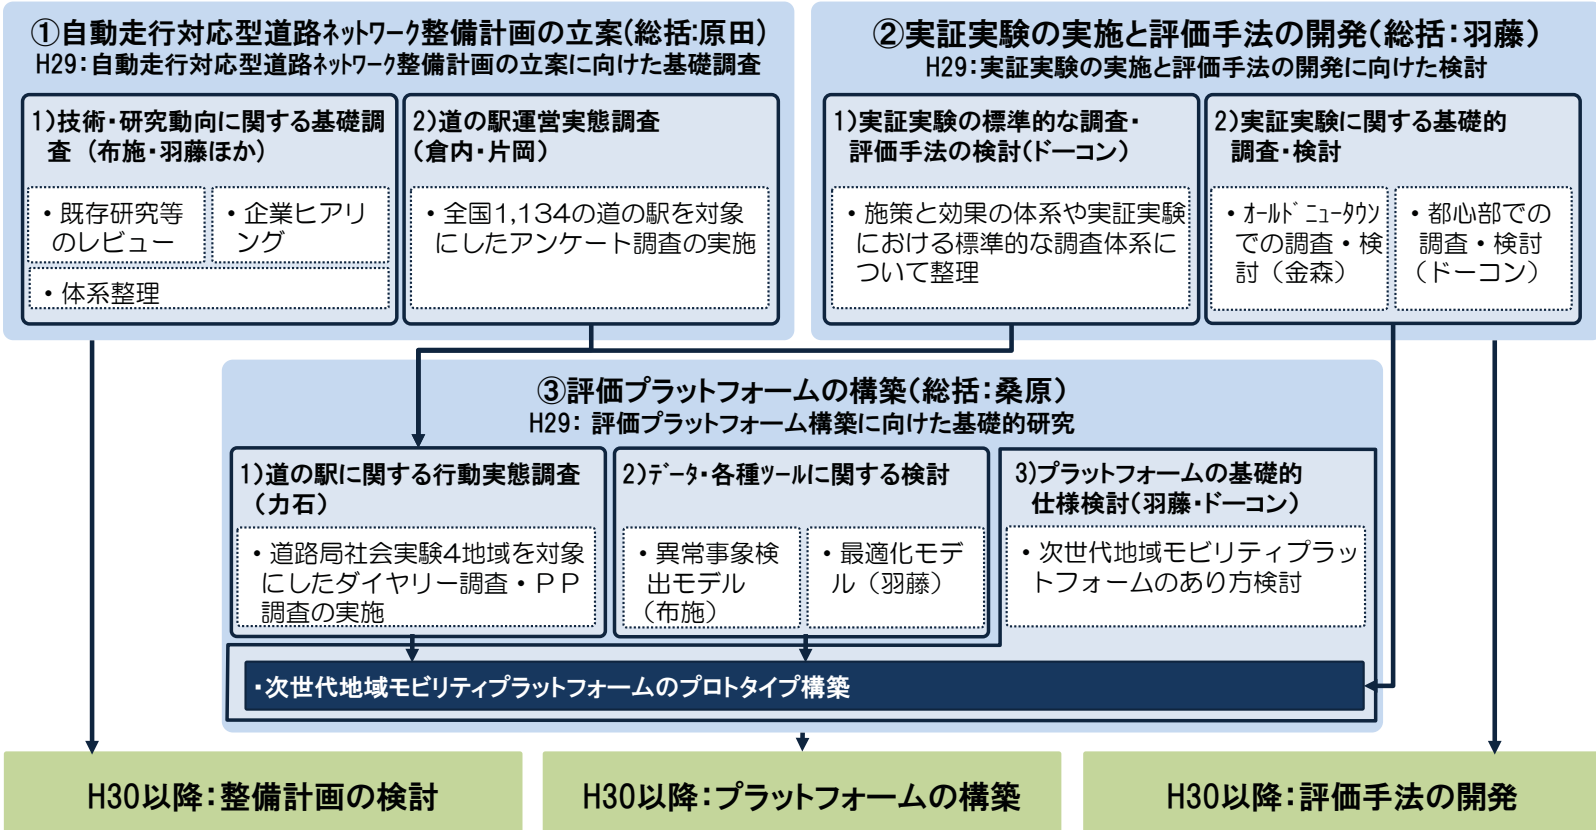 ①自動走行対応型道路ネットワーク整備計画の立案(総括:原田)
H29:自動走行対応型道路ネットワーク整備計画の立案に向けた基礎調査
1)技術・研究動向に関する基礎調
査 (布施・羽藤ほか)
・既存研究等
のレビュー
・企業ヒアリ
ング
・体系整理
2)道の駅運営実態調査
(倉内・片岡)
・全国1,134の道の駅を対象
にしたアンケート調査の実施
②実証実験の実施と評価手法の開発(総括:羽藤)
H29:実証実験の実施と評価手法の開発に向けた検討
1)実証実験の標準的な調査・
評価手法の検討(ドーコン)
・施策と効果の体系や実証実験
における標準的な調査体系に
ついて整理
2)実証実験に関する基礎的
調査・検討
・ｵｰﾙﾄﾞﾆｭｰﾀｳﾝ
での調査・検
討(金森)
・都心部での
調査・検討
(ドーコン)
③評価プラットフォームの構築(総括:桑原)
H29: 評価プラットフォーム構築に向けた基礎的研究
1)道の駅に関する行動実態調査
(力石)
・道路局社会実験4地域を対象
にしたダイヤリー調査・ＰＰ
調査の実施
2)ﾃﾞｰﾀ・各種ツールに関する検討
・異常事象検
出モデル
(布施)
・最適化モデ
ル(羽藤)
3)プラットフォームの基礎的
仕様検討(羽藤・ドーコン)
・次世代地域モビリティプラッ
トフォームのあり方検討
・次世代地域モビリティプラットフォームのプロトタイプ構築
H30以降:整備計画の検討
H30以降:プラットフォームの構築
H30以降:評価手法の開発